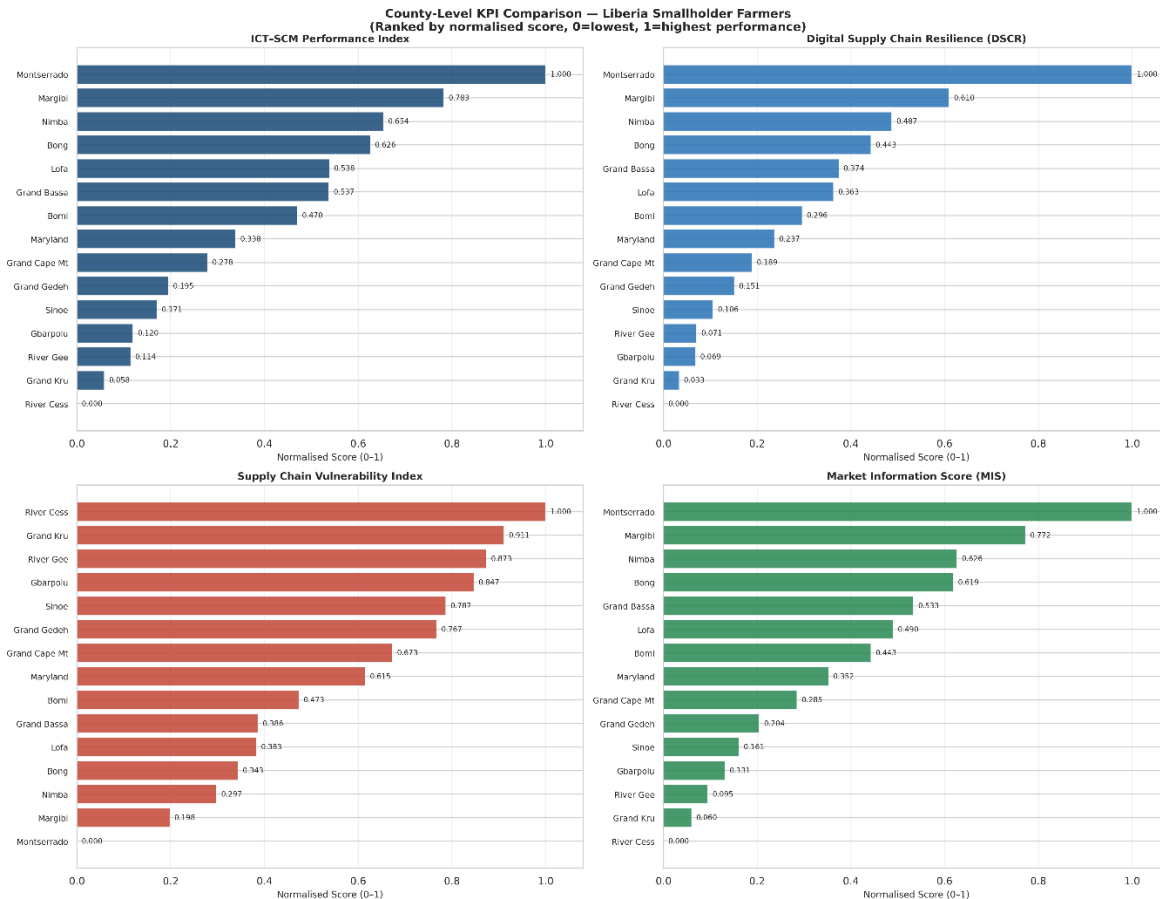 County-Level KPI Comparison — Liberia Smallholder Farmers
(Ranked by normalised score, 0=lowest, 1=highest performance)
ICT–SCM Performance Index
Montserrado 1.000
Margibi 0.783
Nimba 0.654
Bong 0.626
Lofa 0.538
Grand Bassa 0.537
Bomi 0.470
Maryland 0.338
Grand Cape Mt 0.278
Grand Gedeh 0.195
Sinoe 0.171
Gbarpolu 0.120
River Gee 0.114
Grand Kru 0.058
River Cess 0.000
0.0 0.2 0.4 0.6 0.8 1.0
Normalised Score (0–1)
Digital Supply Chain Resilience (DSCR)
Montserrado 1.000
Margibi 0.610
Nimba 0.487
Bong 0.443
Grand Bassa 0.374
Lofa 0.363
Bomi 0.296
Maryland 0.237
Grand Cape Mt 0.189
Grand Gedeh 0.151
Sinoe 0.106
River Gee 0.071
Gbarpolu 0.069
Grand Kru 0.033
River Cess 0.000
0.0 0.2 0.4 0.6 0.8 1.0
Normalised Score (0–1)
Supply Chain Vulnerability Index
River Cess 1.000
Grand Kru 0.911
River Gee 0.873
Gbarpolu 0.847
Sinoe 0.787
Grand Gedeh 0.767
Grand Cape Mt 0.673
Maryland 0.615
Bomi 0.473
Grand Bassa 0.386
Lofa 0.383
Bong 0.343
Nimba 0.297
Margibi 0.198
Montserrado 0.000
0.0 0.2 0.4 0.6 0.8 1.0
Normalised Score (0–1)
Market Information Score (MIS)
Montserrado 1.000
Margibi 0.772
Nimba 0.626
Bong 0.619
Grand Bassa 0.533
Lofa 0.490
Bomi 0.443
Maryland 0.352
Grand Cape Mt 0.285
Grand Gedeh 0.204
Sinoe 0.161
Gbarpolu 0.131
River Gee 0.095
Grand Kru 0.060
River Cess 0.000
0.0 0.2 0.4 0.6 0.8 1.0
Normalised Score (0–1)